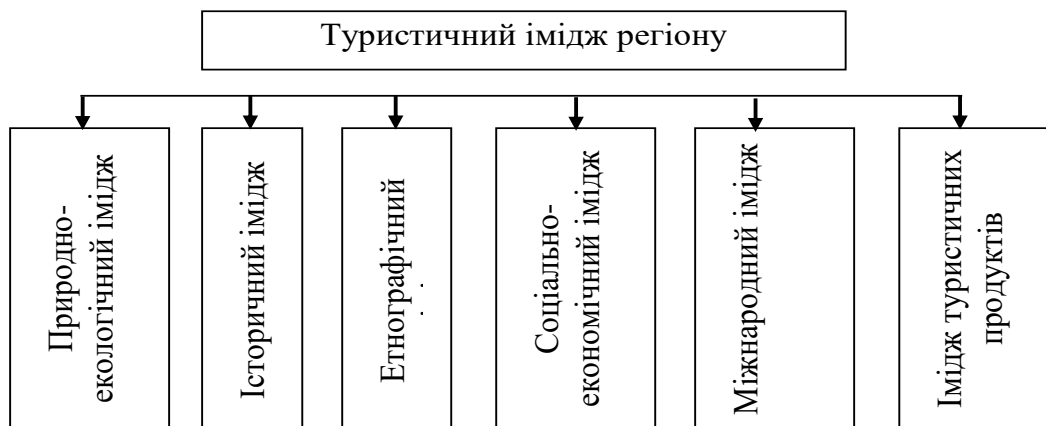 Туристичний імідж регіону
Природно-
екологічний імідж
Історичний імідж
Етнографічний
Соціально-
економічний імідж
Міжнародний імідж
Імідж туристичних
продуктів